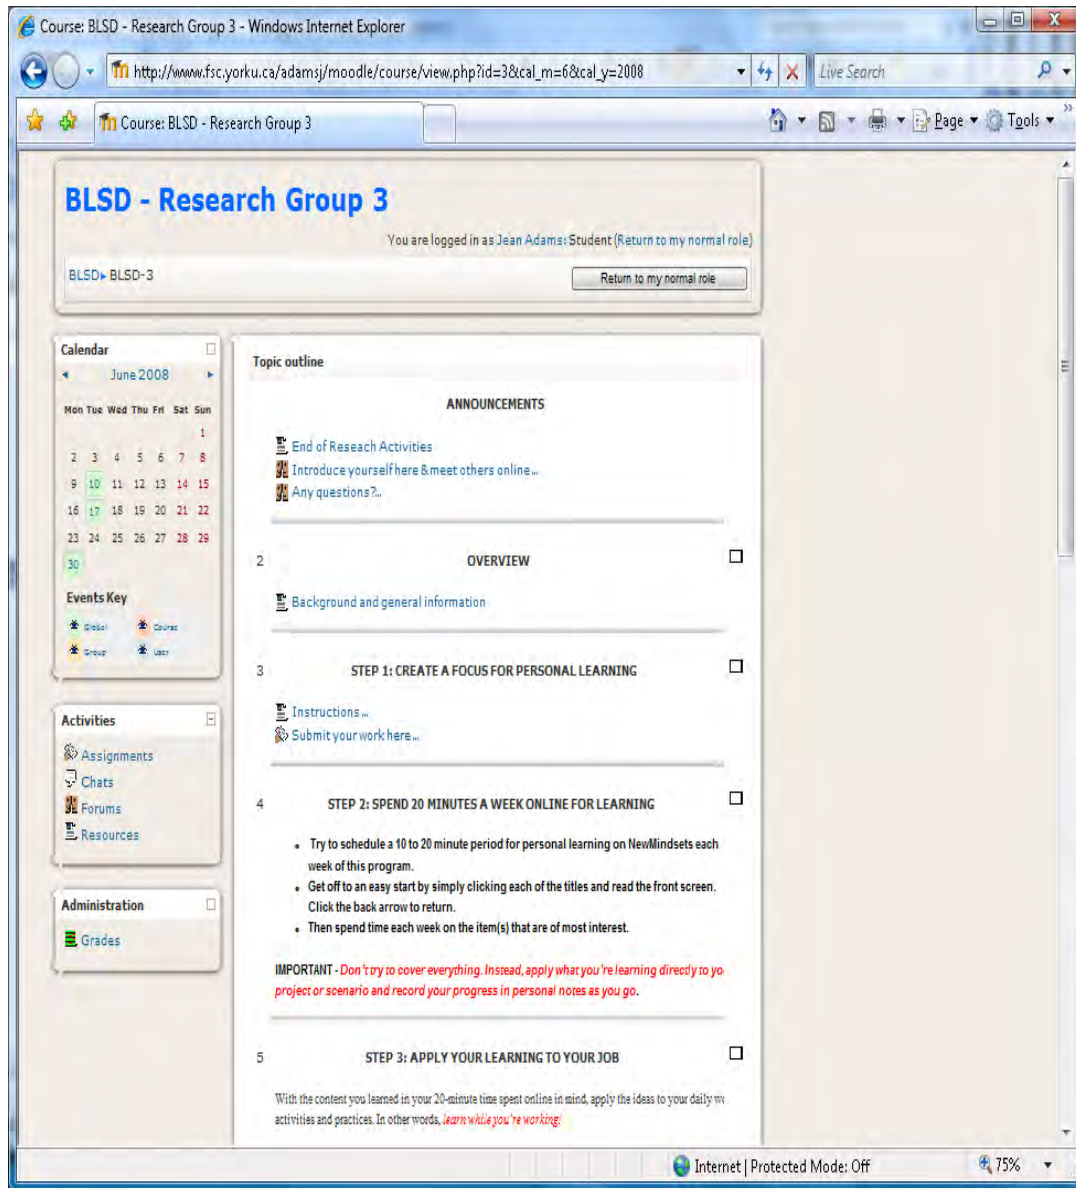 Course: BLSD - Research Group 3 - Windows Internet Explorer
http://www.fsc.yorku.ca/adamsj/moodle/course/view.php?id=3&cal_m=6&cal_y=2008
Live Search
Course: BLSD - Research Group 3
Page
Tools
BLSD - Research Group 3
You are logged in as Jean Adams: Student (Return to my normal role)
BLSD► BLSD-3
Return to my normal role
Calendar
◄ June 2008 ►
Mon Tue Wed Thu Fri Sat Sun
1
2 3 4 5 6 7 8
9 10 11 12 13 14 15
16 17 18 19 20 21 22
23 24 25 26 27 28 29
30
Events Key
Global Course
Group User
Activities
Assignments
Chats
Forums
Resources
Administration
Grades
Topic outline
ANNOUNCEMENTS
End of Reseach Activities
Introduce yourself here & meet others online...
Any questions?...
2 OVERVIEW
Background and general information
3 STEP 1: CREATE A FOCUS FOR PERSONAL LEARNING
Instructions...
Submit your work here...
4 STEP 2: SPEND 20 MINUTES A WEEK ONLINE FOR LEARNING
• Try to schedule a 10 to 20 minute period for personal learning on NewMindsets each
week of this program.
• Get off to an easy start by simply clicking each of the titles and read the front screen.
Click the back arrow to return.
• Then spend time each week on the item(s) that are of most interest.
IMPORTANT - Don't try to cover everything. Instead, apply what you're learning directly to yo
project or scenario and record your progress in personal notes as you go.
5 STEP 3: APPLY YOUR LEARNING TO YOUR JOB
With the content you learned in your 20-minute time spent online in mind, apply the ideas to your daily w
activities and practices. In other words, learn while you're working!
Internet | Protected Mode: Off
75%